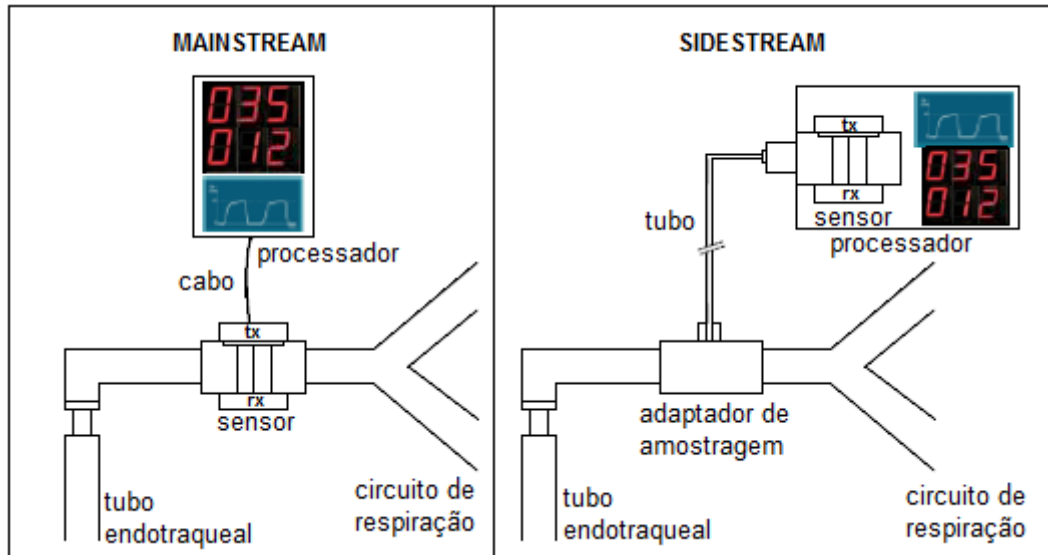 MAINSTREAM
035
012
processador
cabo
tx
rx
sensor
tubo
endotraqueal
circuito de
respiração
SIDESTREAM
tx
rx
sensor
035
012
processador
tubo
adaptador de
amostragem
tubo
endotraqueal
circuito de
respiração